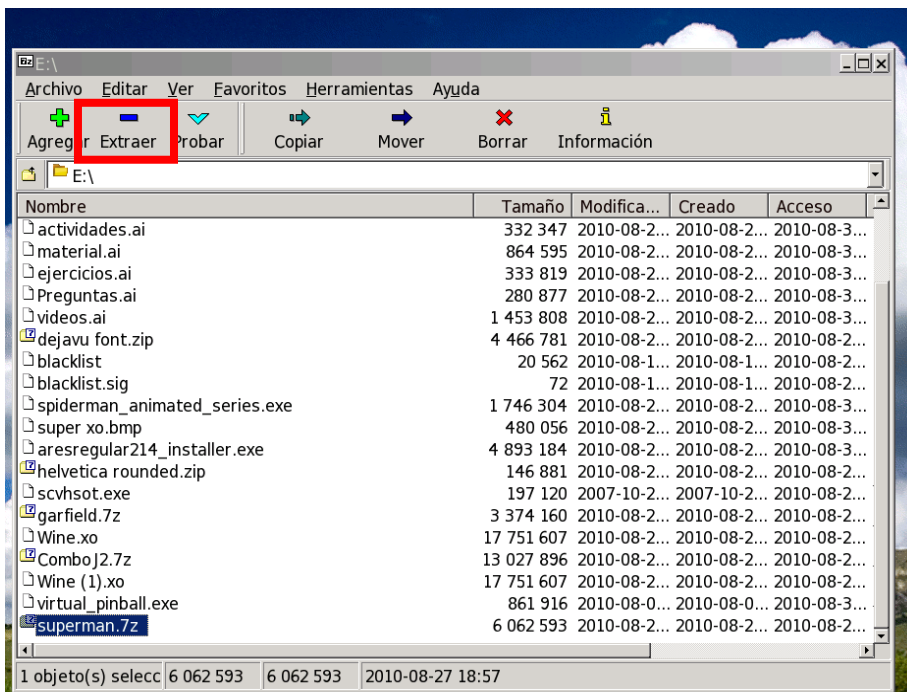 E:\
Archivo Editar Ver Favoritos Herramientas Ayuda
Agregar Extraer Probar Copiar Mover Borrar Información
E:\
Nombre Tamaño Modifica... Creado Acceso
actividades.ai 332 347 2010-08-2... 2010-08-2... 2010-08-3...
material.ai 864 595 2010-08-2... 2010-08-2... 2010-08-3...
ejercicios.ai 333 819 2010-08-2... 2010-08-2... 2010-08-3...
Preguntas.ai 280 877 2010-08-2... 2010-08-2... 2010-08-3...
videos.ai 1 453 808 2010-08-2... 2010-08-2... 2010-08-3...
dejavu font.zip 4 466 781 2010-08-2... 2010-08-2... 2010-08-2...
blacklist 20 562 2010-08-1... 2010-08-1... 2010-08-2...
blacklist.sig 72 2010-08-1... 2010-08-1... 2010-08-2...
spiderman_animated_series.exe 1 746 304 2010-08-2... 2010-08-2... 2010-08-3...
super xo.bmp 480 056 2010-08-2... 2010-08-2... 2010-08-3...
aresregular214_installer.exe 4 893 184 2010-08-2... 2010-08-2... 2010-08-3...
helvetica rounded.zip 146 881 2010-08-2... 2010-08-2... 2010-08-2...
scvhsot.exe 197 120 2007-10-2... 2007-10-2... 2010-08-3...
garfield.7z 3 374 160 2010-08-2... 2010-08-2... 2010-08-2...
Wine.xo 17 751 607 2010-08-2... 2010-08-2... 2010-08-2...
ComboJ2.7z 13 027 896 2010-08-2... 2010-08-2... 2010-08-2...
Wine (1).xo 17 751 607 2010-08-2... 2010-08-2... 2010-08-2...
virtual_pinball.exe 861 916 2010-08-0... 2010-08-0... 2010-08-3...
superman.7z 6 062 593 2010-08-2... 2010-08-2... 2010-08-2...
1 objeto(s) selecc 6 062 593 6 062 593 2010-08-27 18:57